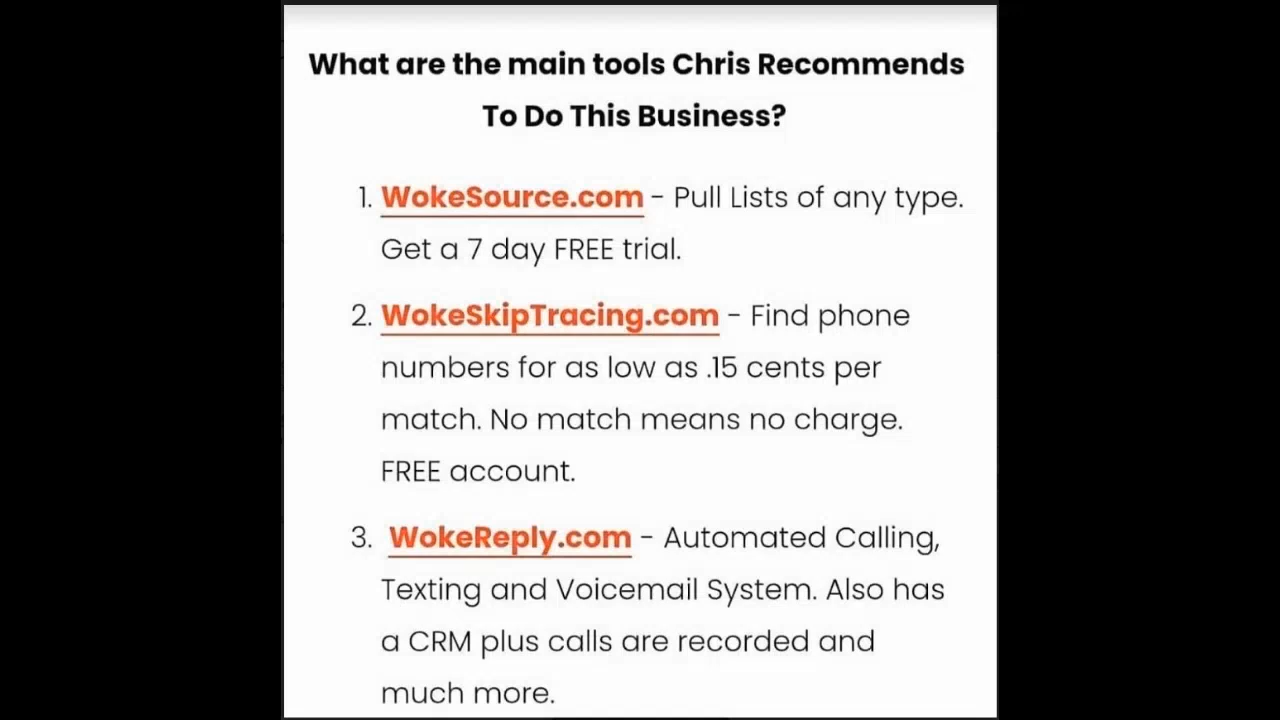 What are the main tools Chris Recommends
To Do This Business?
1. WokeSource.com - Pull Lists of any type.
Get a 7 day FREE trial.
2. WokeSkipTracing.com - Find phone
numbers for as low as .15 cents per
match. No match means no charge.
FREE account.
3. WokeReply.com - Automated Calling,
Texting and Voicemail System. Also has
a CRM plus calls are recorded and
much more.